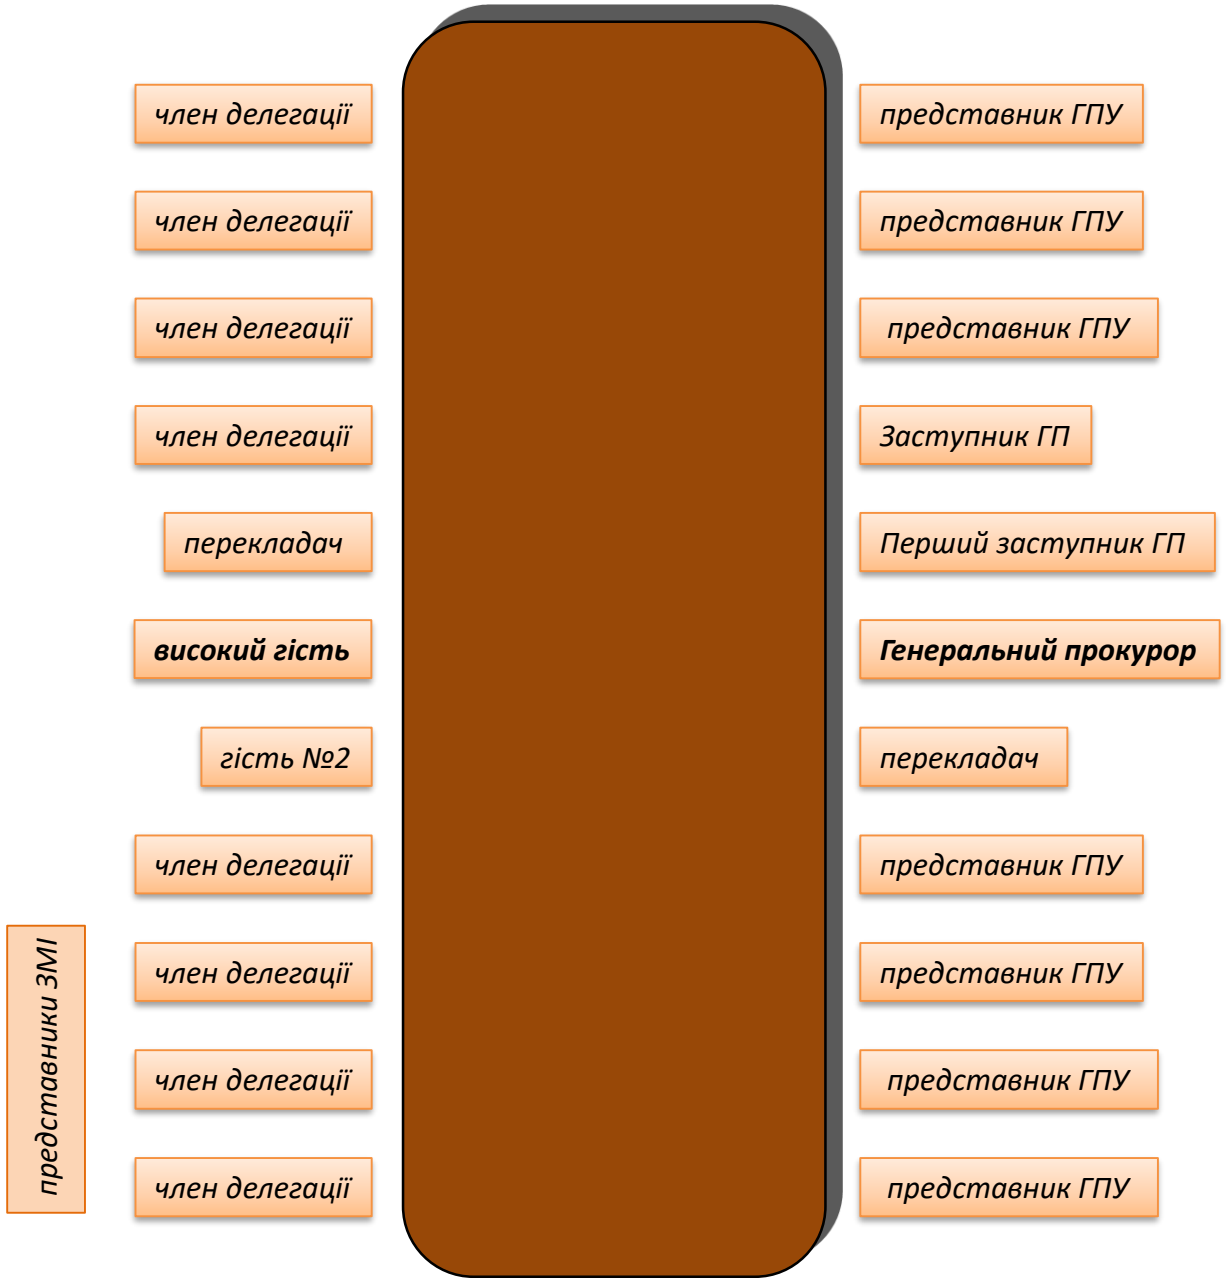 член делегації
представник ГПУ
член делегації
представник ГПУ
член делегації
представник ГПУ
член делегації
Заступник ГП
перекладач
Перший заступник ГП
високий гість
Генеральний прокурор
гість №2
перекладач
член делегації
представник ГПУ
представники ЗМІ
член делегації
представник ГПУ
член делегації
представник ГПУ
член делегації
представник ГПУ